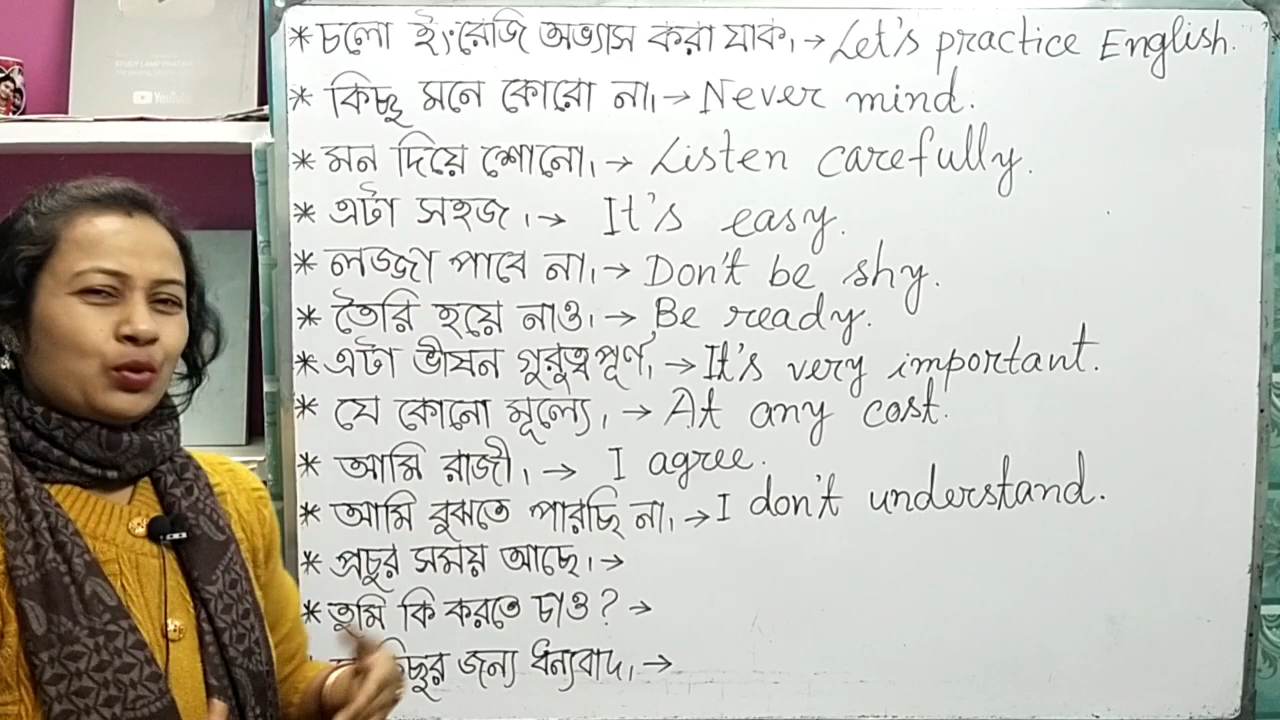 YouTube
* চলো ইংরেজি অভ্যাস করা যাক। → Let's practice English.
* কিছু মনে কোরো না। → Never mind.
* মন দিয়ে শোনো। → Listen carefully.
* এটা সহজ। → It's easy.
* লজ্জা পাবে না। → Don't be shy.
* তৈরি হয়ে নাও। → Be ready.
* এটা ভীষন গুরুত্বপূর্ণ। → It's very important.
* যে কোনো মূল্যে। → At any cost.
* আমি রাজী। → I agree.
* আমি বুঝতে পারছি না। → I don't understand.
* প্রচুর সময় আছে। →
* তুমি কি করতে চাও? →
জন্য ধন্যবাদ। →